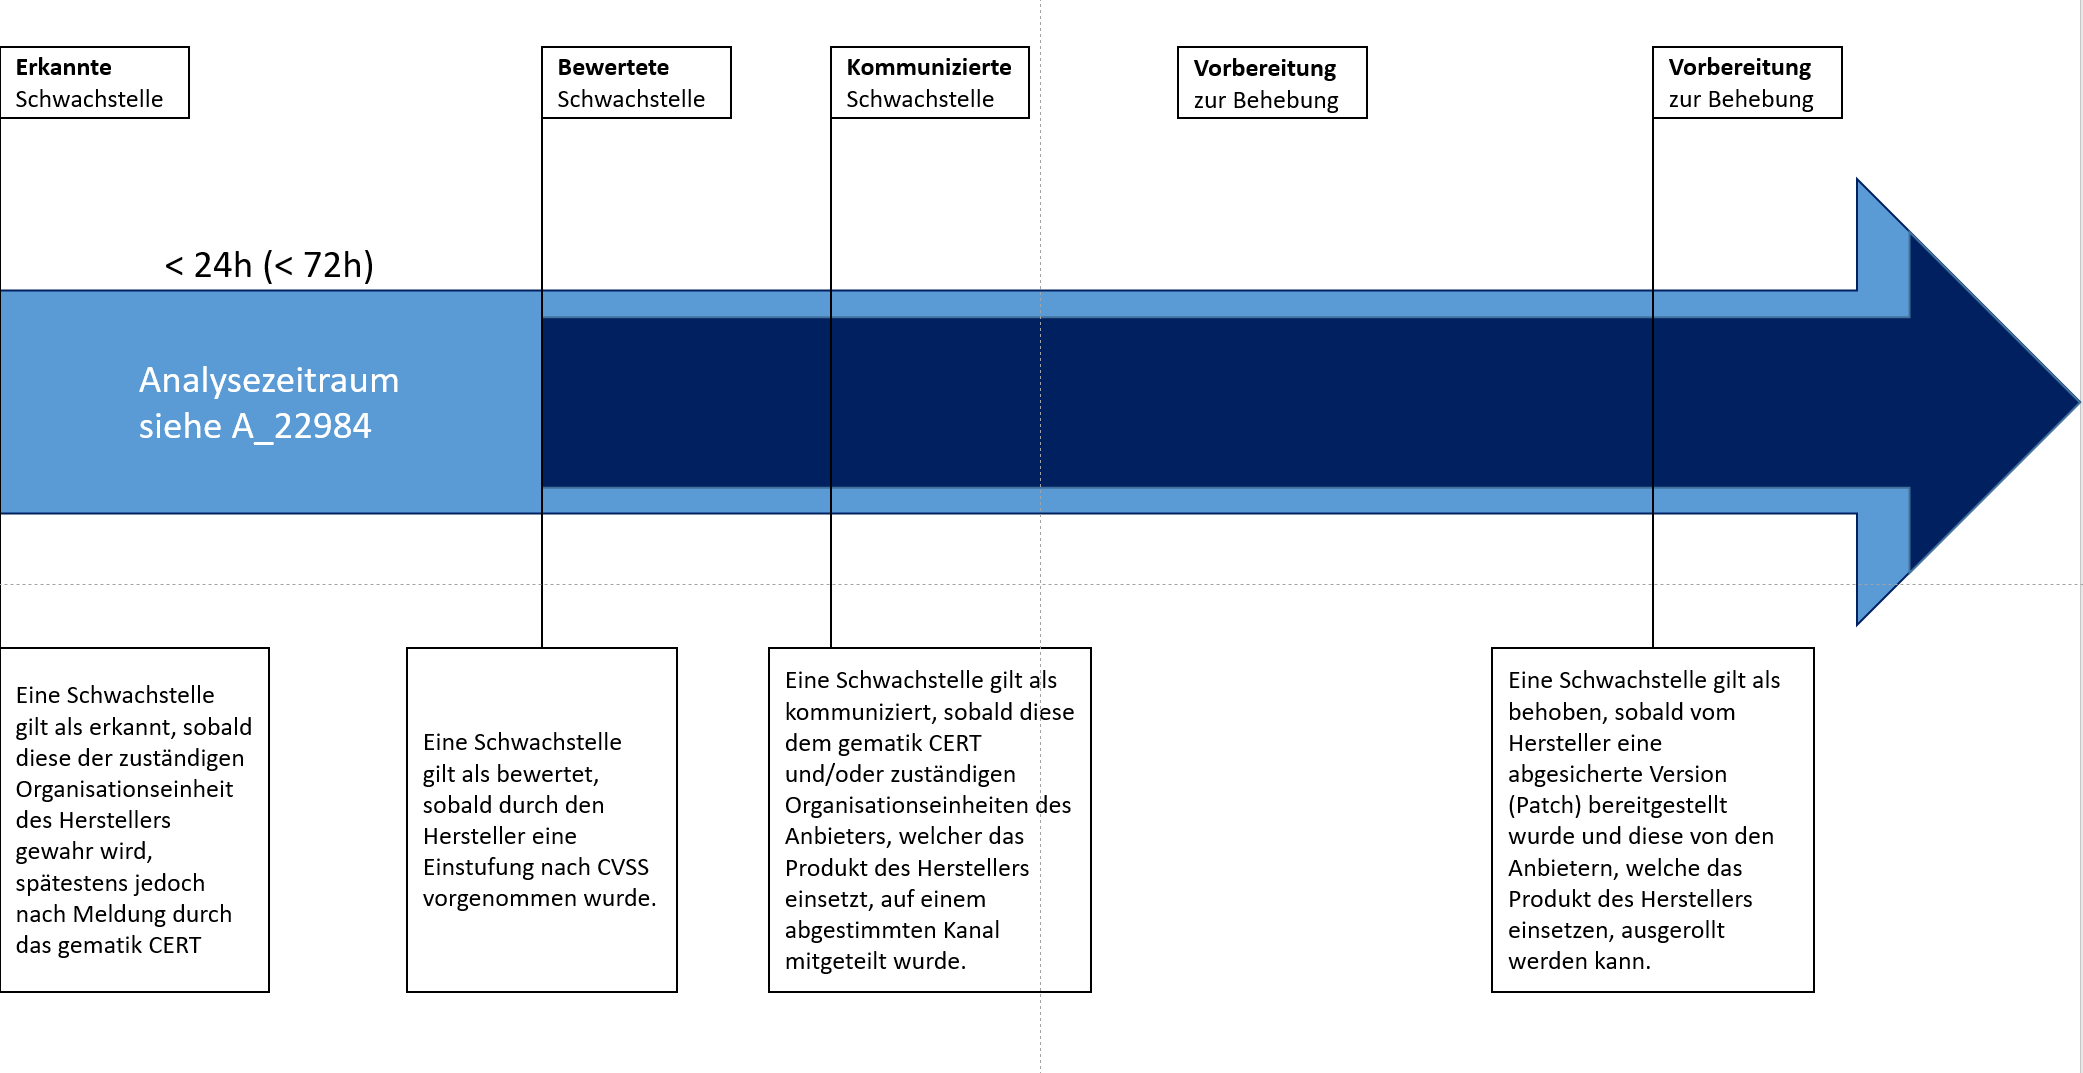 Erkannte
Schwachstelle
Bewertete
Schwachstelle
Kommunizierte
Schwachstelle
Vorbereitung
zur Behebung
Vorbereitung
zur Behebung
< 24h (< 72h)
Analysezeitraum
siehe A_22984
Eine Schwachstelle
gilt als erkannt, sobald
diese der zuständigen
Organisationseinheit
des Herstellers
gewahr wird,
spätestens jedoch
nach Meldung durch
das gematik CERT
Eine Schwachstelle
gilt als bewertet,
sobald durch den
Hersteller eine
Einstufung nach CVSS
vorgenommen wurde.
Eine Schwachstelle gilt als
kommuniziert, sobald diese
dem gematik CERT
und/oder zuständigen
Organisationseinheiten des
Anbieters, welcher das
Produkt des Herstellers
einsetzt, auf einem
abgestimmten Kanal
mitgeteilt wurde.
Eine Schwachstelle gilt als
behoben, sobald vom
Hersteller eine
abgesicherte Version
(Patch) bereitgestellt
wurde und diese von den
Anbietern, welche das
Produkt des Herstellers
einsetzen, ausgerollt
werden kann.